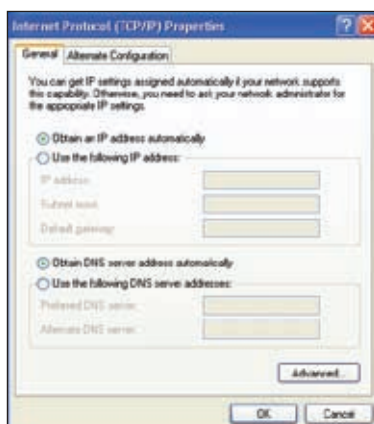 Internet Protocol (TCP/IP) Properties
General
Alternate Configuration
You can get IP settings assigned automatically if your network supports
this capability. Otherwise, you need to ask your network administrator for
the appropriate IP settings.
Obtain an IP address automatically
Use the following IP address:
IP address:
Subnet mask:
Default gateway:
Obtain DNS server address automatically
Use the following DNS server addresses:
Preferred DNS server:
Alternate DNS server:
Advanced...
OK
Cancel